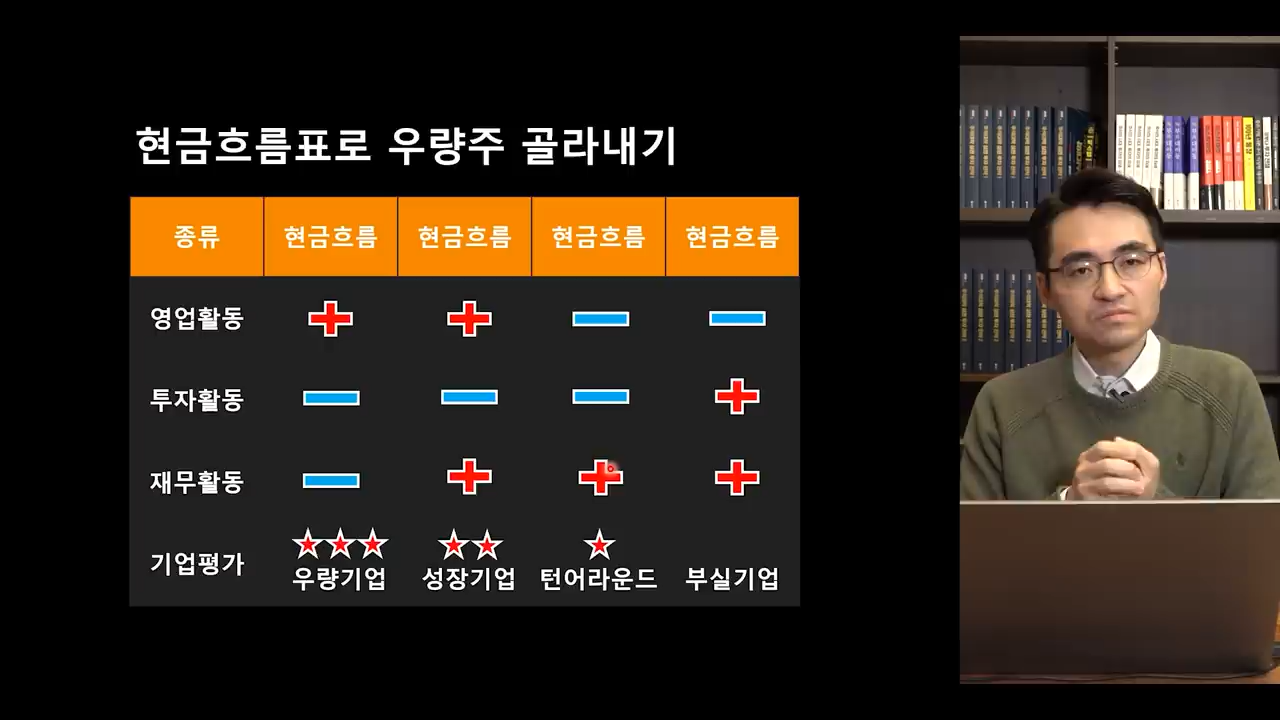 현금흐름표로 우량주 골라내기
종류 현금흐름 현금흐름 현금흐름 현금흐름
영업활동
투자활동
재무활동
기업평가
우량기업 성장기업 턴어라운드 부실기업